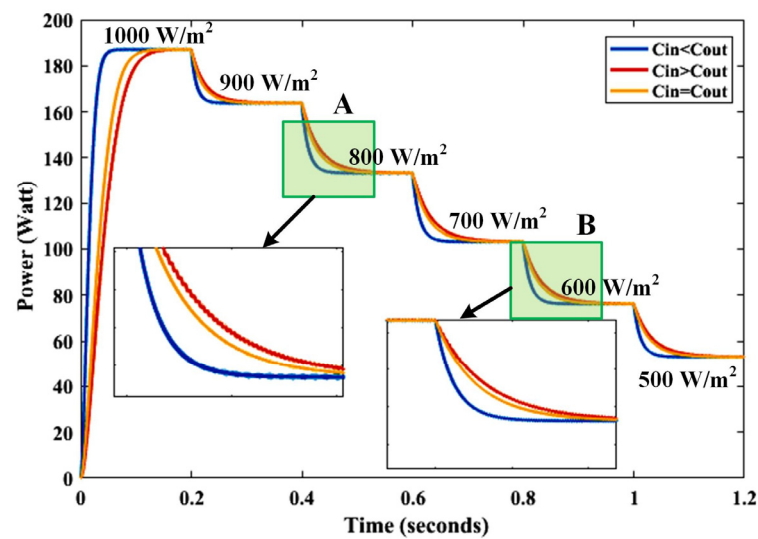 200
180
160
130
120
100
80
60
40
20
0
Power (Watt)
1000 W/m²
900 W/m²
A
800 W/m²
700 W/m²
B
600 W/m²
500 W/m²
Cin<Cout
Cin>Cout
Cin=Cout
0 0.2 0.4 0.6 0.8 1 1.2
Time (seconds)